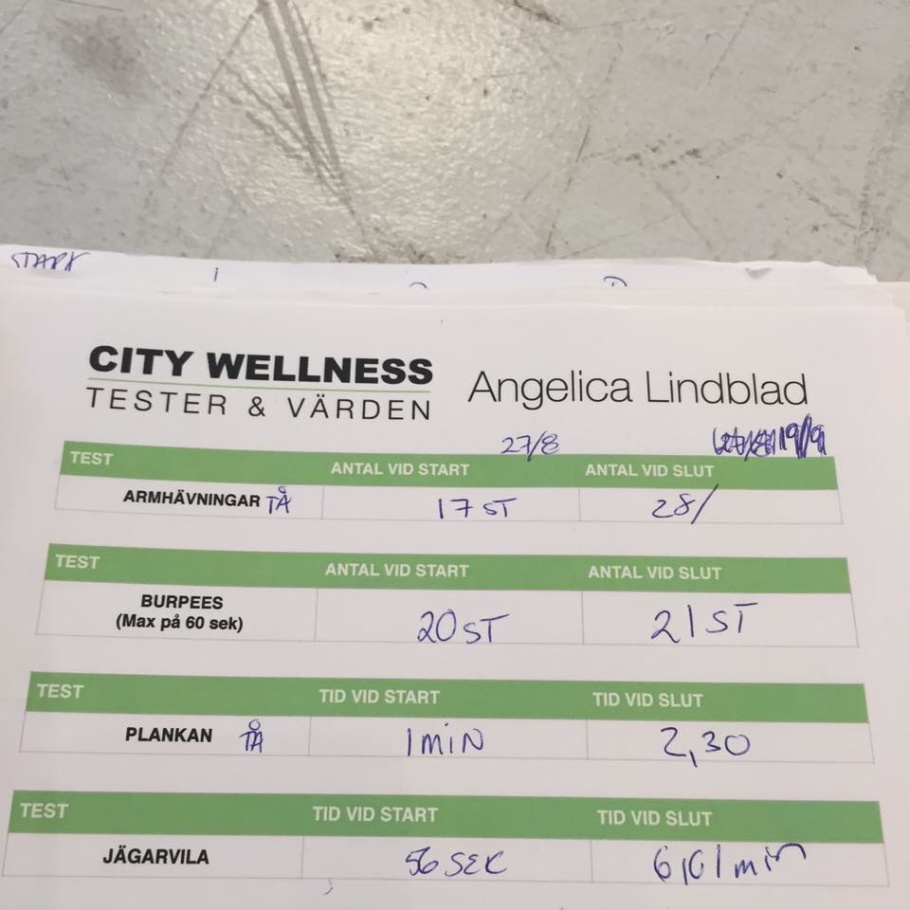 START
CITY WELLNESS
TESTER & VÄRDEN
Angelica Lindblad
27/8 19/9
TEST ANTAL VID START ANTAL VID SLUT
ARMHÄVNINGAR TÅ 17 ST 28/
TEST ANTAL VID START ANTAL VID SLUT
BURPEES 20 ST 21 ST
(Max på 60 sek)
TEST TID VID START TID VID SLUT
PLANKAN TÅ 1 MIN 2,30
TEST TID VID START TID VID SLUT
JÄGARVILA 56 SEK 6,01 min